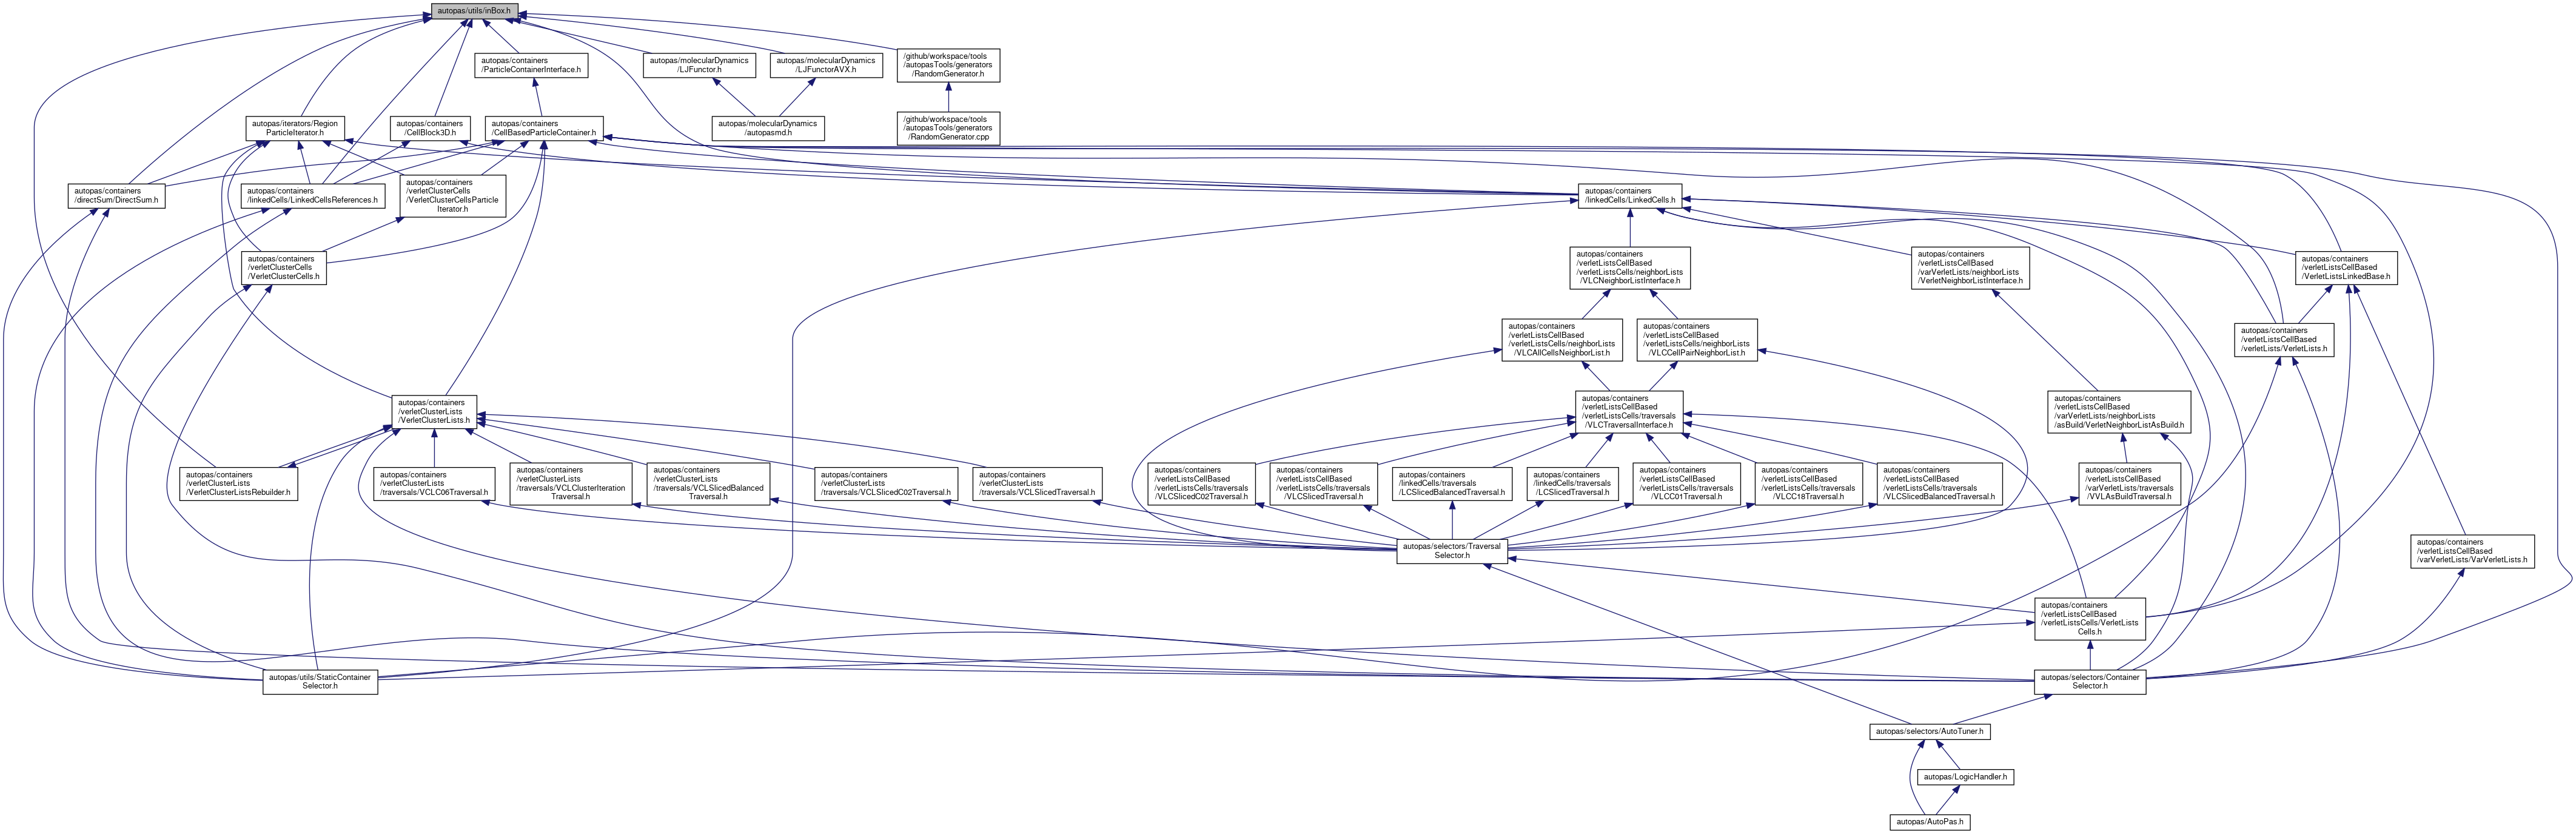 autopas/utils/inBox.h
autopas/containers
/ParticleContainerInterface.h
autopas/molecularDynamics
/LJFunctor.h
autopas/molecularDynamics
/LJFunctorAVX.h
/github/workspace/tools
/autopasTools/generators
/RandomGenerator.h
autopas/iterators/Region
ParticleIterator.h
autopas/containers
/CellBlock3D.h
autopas/containers
/CellBasedParticleContainer.h
autopas/molecularDynamics
/autopasmd.h
/github/workspace/tools
/autopasTools/generators
/RandomGenerator.cpp
autopas/containers
/directSum/DirectSum.h
autopas/containers
/linkedCells/LinkedCellsReferences.h
autopas/containers
/verletClusterCells
/VerletClusterCellsParticle
Iterator.h
autopas/containers
/linkedCells/LinkedCells.h
autopas/containers
/verletClusterCells
/VerletClusterCells.h
autopas/containers
/verletListsCellBased
/verletListsCells/neighborLists
/VLCNeighborListInterface.h
autopas/containers
/verletListsCellBased
/varVerletLists/neighborLists
/VerletNeighborListInterface.h
autopas/containers
/verletListsCellBased
/VerletListsLinkedBase.h
autopas/containers
/verletListsCellBased
/verletListsCells/neighborLists
/VLCAllCellsNeighborList.h
autopas/containers
/verletListsCellBased
/verletListsCells/neighborLists
/VLCCellPairNeighborList.h
autopas/containers
/verletListsCellBased
/verletLists/VerletLists.h
autopas/containers
/verletClusterLists
/VerletClusterLists.h
autopas/containers
/verletListsCellBased
/verletListsCells/traversals
/VLCTraversalInterface.h
autopas/containers
/verletListsCellBased
/varVerletLists/neighborLists
/asBuild/VerletNeighborListAsBuild.h
autopas/containers
/verletClusterLists
/VerletClusterListsRebuilder.h
autopas/containers
/verletClusterLists
/traversals/VCLC06Traversal.h
autopas/containers
/verletClusterLists
/traversals/VCLClusterIteration
Traversal.h
autopas/containers
/verletClusterLists
/traversals/VCLSlicedBalanced
Traversal.h
autopas/containers
/verletClusterLists
/traversals/VCLSlicedC02Traversal.h
autopas/containers
/verletClusterLists
/traversals/VCLSlicedTraversal.h
autopas/containers
/verletListsCellBased
/verletListsCells/traversals
/VLCSlicedC02Traversal.h
autopas/containers
/verletListsCellBased
/verletListsCells/traversals
/VLCSlicedTraversal.h
autopas/containers
/linkedCells/traversals
/LCSlicedBalancedTraversal.h
autopas/containers
/linkedCells/traversals
/LCSlicedTraversal.h
autopas/containers
/verletListsCellBased
/verletListsCells/traversals
/VLCC01Traversal.h
autopas/containers
/verletListsCellBased
/verletListsCells/traversals
/VLCC18Traversal.h
autopas/containers
/verletListsCellBased
/verletListsCells/traversals
/VLCSlicedBalancedTraversal.h
autopas/containers
/verletListsCellBased
/varVerletLists/traversals
/VVLAsBuildTraversal.h
autopas/selectors/Traversal
Selector.h
autopas/containers
/verletListsCellBased
/varVerletLists/VarVerletLists.h
autopas/containers
/verletListsCellBased
/verletListsCells/VerletLists
Cells.h
autopas/utils/StaticContainer
Selector.h
autopas/selectors/Container
Selector.h
autopas/selectors/AutoTuner.h
autopas/LogicHandler.h
autopas/AutoPas.h